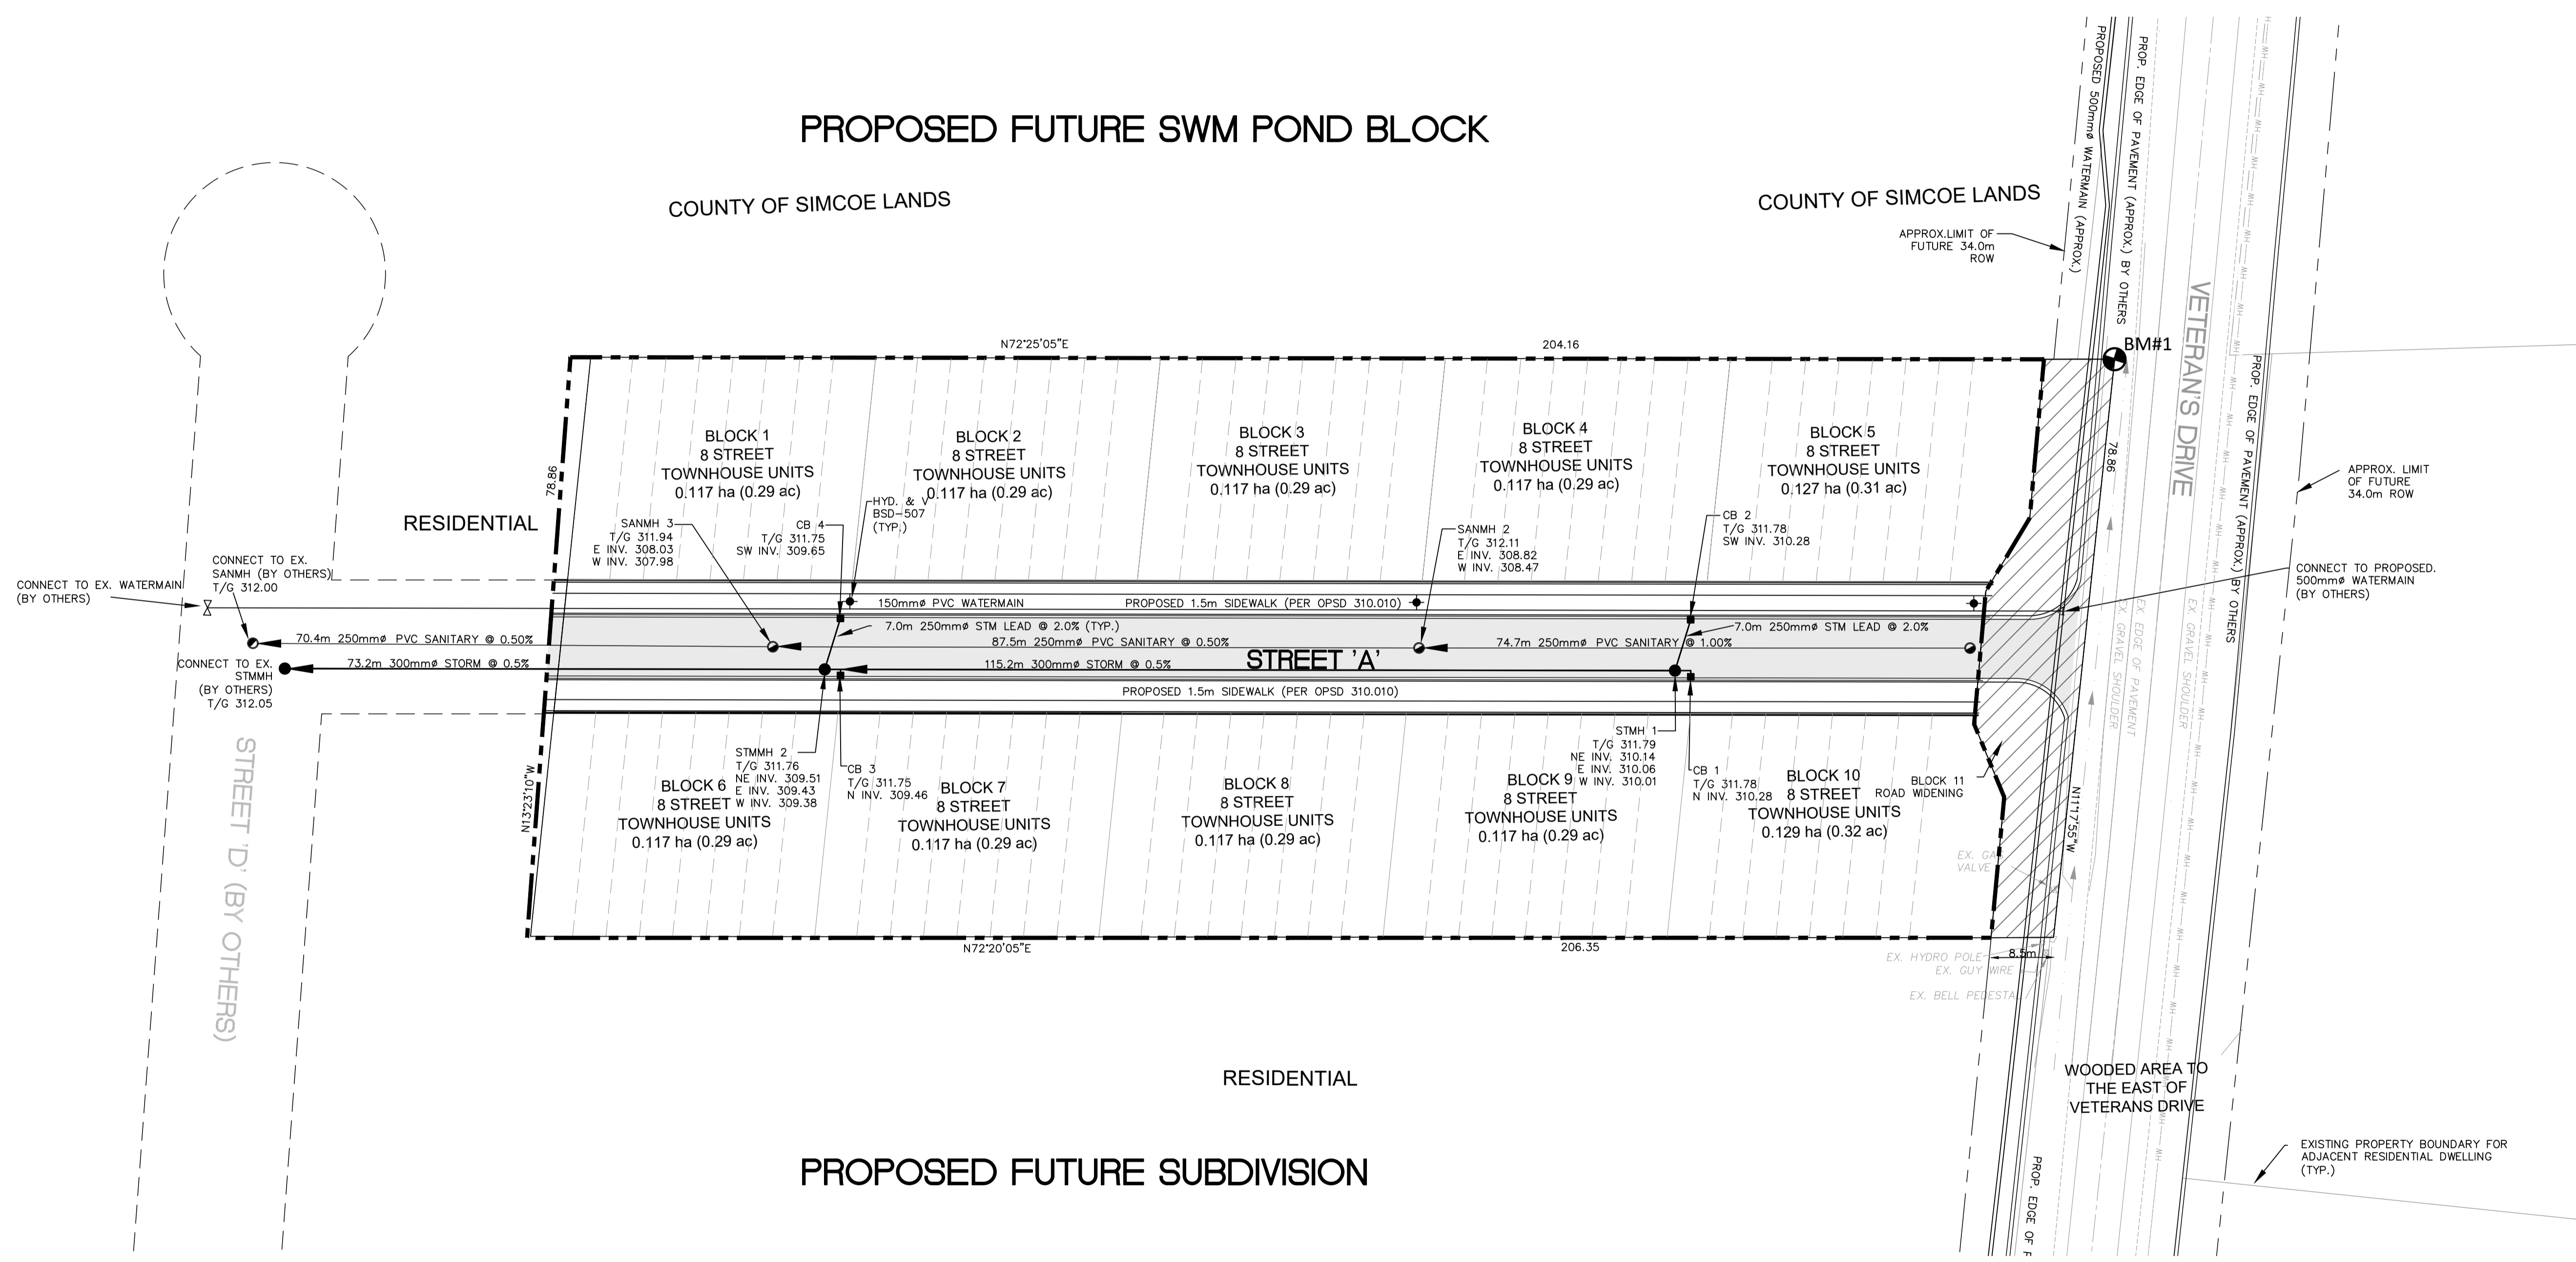 PROPOSED FUTURE SWM POND BLOCK
COUNTY OF SIMCOE LANDS
COUNTY OF SIMCOE LANDS
APPROX.LIMIT OF
FUTURE 34.0m
ROW
PROPOSED 500mmø WATERMAIN (APPROX.)
PROP. EDGE OF PAVEMENT (APPROX.) BY OTHERS
VETERAN'S DRIVE
BM#1
N72°25'05"E
204.16
78.86
78.86
PROP. EDGE OF PAVEMENT (APPROX.) BY OTHERS
APPROX. LIMIT
OF FUTURE
34.0m ROW
BLOCK 1
8 STREET
TOWNHOUSE UNITS
0.117 ha (0.29 ac)
BLOCK 2
8 STREET
TOWNHOUSE UNITS
0.117 ha (0.29 ac)
BLOCK 3
8 STREET
TOWNHOUSE UNITS
0.117 ha (0.29 ac)
BLOCK 4
8 STREET
TOWNHOUSE UNITS
0.117 ha (0.29 ac)
BLOCK 5
8 STREET
TOWNHOUSE UNITS
0.127 ha (0.31 ac)
RESIDENTIAL
SANMH 3
T/G 311.94
E INV. 308.03
W INV. 307.98
CB 4
T/G 311.75
SW INV. 309.65
HYD. & V
BSD-507
(TYP.)
SANMH 2
T/G 312.11
E INV. 308.82
W INV. 308.47
CB 2
T/G 311.78
SW INV. 310.28
CONNECT TO EX. WATERMAIN
(BY OTHERS)
CONNECT TO EX.
SANMH (BY OTHERS)
T/G 312.00
CONNECT TO PROPOSED.
500mmø WATERMAIN
(BY OTHERS)
150mmø PVC WATERMAIN
PROPOSED 1.5m SIDEWALK (PER OPSD 310.010)
7.0m 250mmø STM LEAD @ 2.0% (TYP.)
7.0m 250mmø STM LEAD @ 2.0%
70.4m 250mmø PVC SANITARY @ 0.50%
87.5m 250mmø PVC SANITARY @ 0.50%
74.7m 250mmø PVC SANITARY @ 1.00%
STREET 'A'
CONNECT TO EX.
STMMH
(BY OTHERS)
T/G 312.05
73.2m 300mmø STORM @ 0.5%
115.2m 300mmø STORM @ 0.5%
PROPOSED 1.5m SIDEWALK (PER OPSD 310.010)
EX. GRAVEL SHOULDER
EX. EDGE OF PAVEMENT
EX. GRAVEL SHOULDER
STREET 'D' (BY OTHERS)
N13°23'10"W
STMMH 2
T/G 311.76
NE INV. 309.51
E INV. 309.43
W INV. 309.38
CB 3
T/G 311.75
N INV. 309.46
STMH 1
T/G 311.79
NE INV. 310.14
E INV. 310.06
W INV. 310.01
CB 1
T/G 311.78
N INV. 310.28
BLOCK 11
ROAD WIDENING
BLOCK 6
8 STREET
TOWNHOUSE UNITS
0.117 ha (0.29 ac)
BLOCK 7
8 STREET
TOWNHOUSE UNITS
0.117 ha (0.29 ac)
BLOCK 8
8 STREET
TOWNHOUSE UNITS
0.117 ha (0.29 ac)
BLOCK 9
8 STREET
TOWNHOUSE UNITS
0.117 ha (0.29 ac)
BLOCK 10
8 STREET
TOWNHOUSE UNITS
0.129 ha (0.32 ac)
N11°17'55"W
EX. GAS
VALVE
N72°20'05"E
206.35
8.5m
EX. HYDRO POLE
EX. GUY WIRE
EX. BELL PEDESTAL
RESIDENTIAL
WOODED AREA TO
THE EAST OF
VETERANS DRIVE
PROPOSED FUTURE SUBDIVISION
PROP. EDGE OF
EXISTING PROPERTY BOUNDARY FOR
ADJACENT RESIDENTIAL DWELLING
(TYP.)